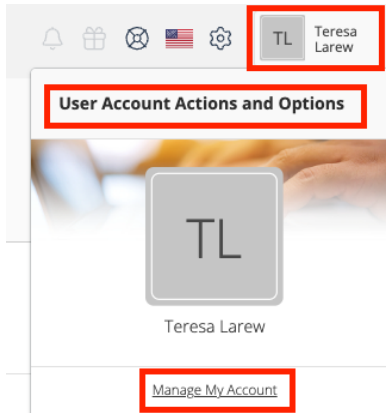 TL
Teresa
Larew
User Account Actions and Options
TL
Teresa Larew
Manage My Account